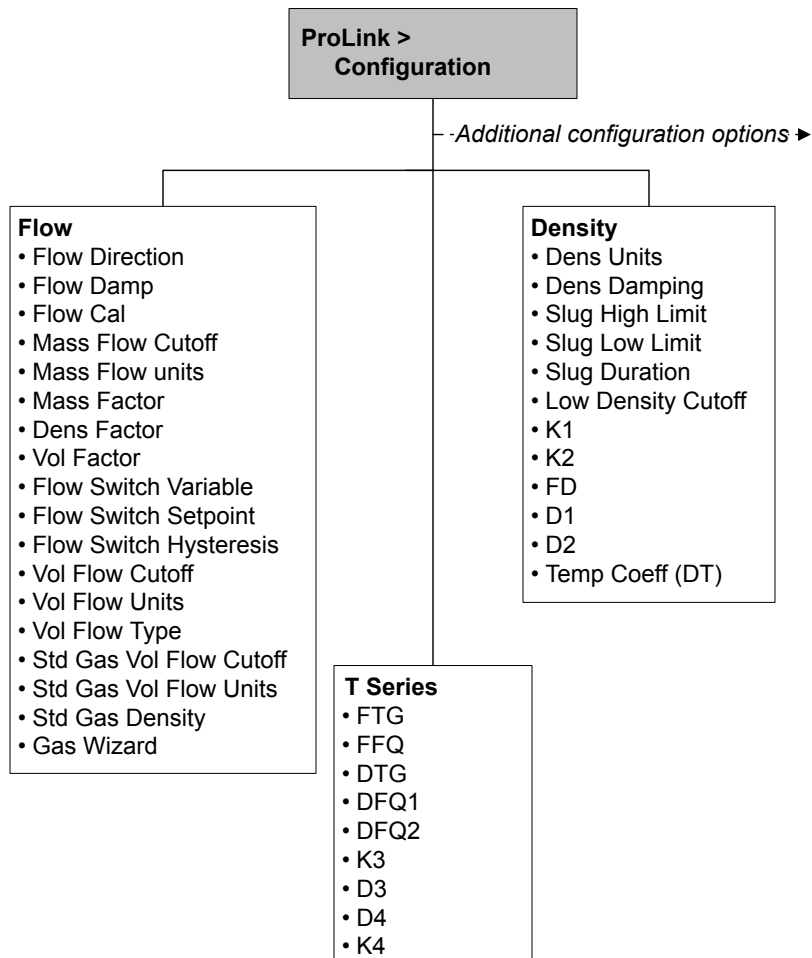 ProLink >
Configuration
Additional configuration options
Flow
• Flow Direction
• Flow Damp
• Flow Cal
• Mass Flow Cutoff
• Mass Flow units
• Mass Factor
• Dens Factor
• Vol Factor
• Flow Switch Variable
• Flow Switch Setpoint
• Flow Switch Hysteresis
• Vol Flow Cutoff
• Vol Flow Units
• Vol Flow Type
• Std Gas Vol Flow Cutoff
• Std Gas Vol Flow Units
• Std Gas Density
• Gas Wizard
Density
• Dens Units
• Dens Damping
• Slug High Limit
• Slug Low Limit
• Slug Duration
• Low Density Cutoff
• K1
• K2
• FD
• D1
• D2
• Temp Coeff (DT)
T Series
• FTG
• FFQ
• DTG
• DFQ1
• DFQ2
• K3
• D3
• D4
• K4